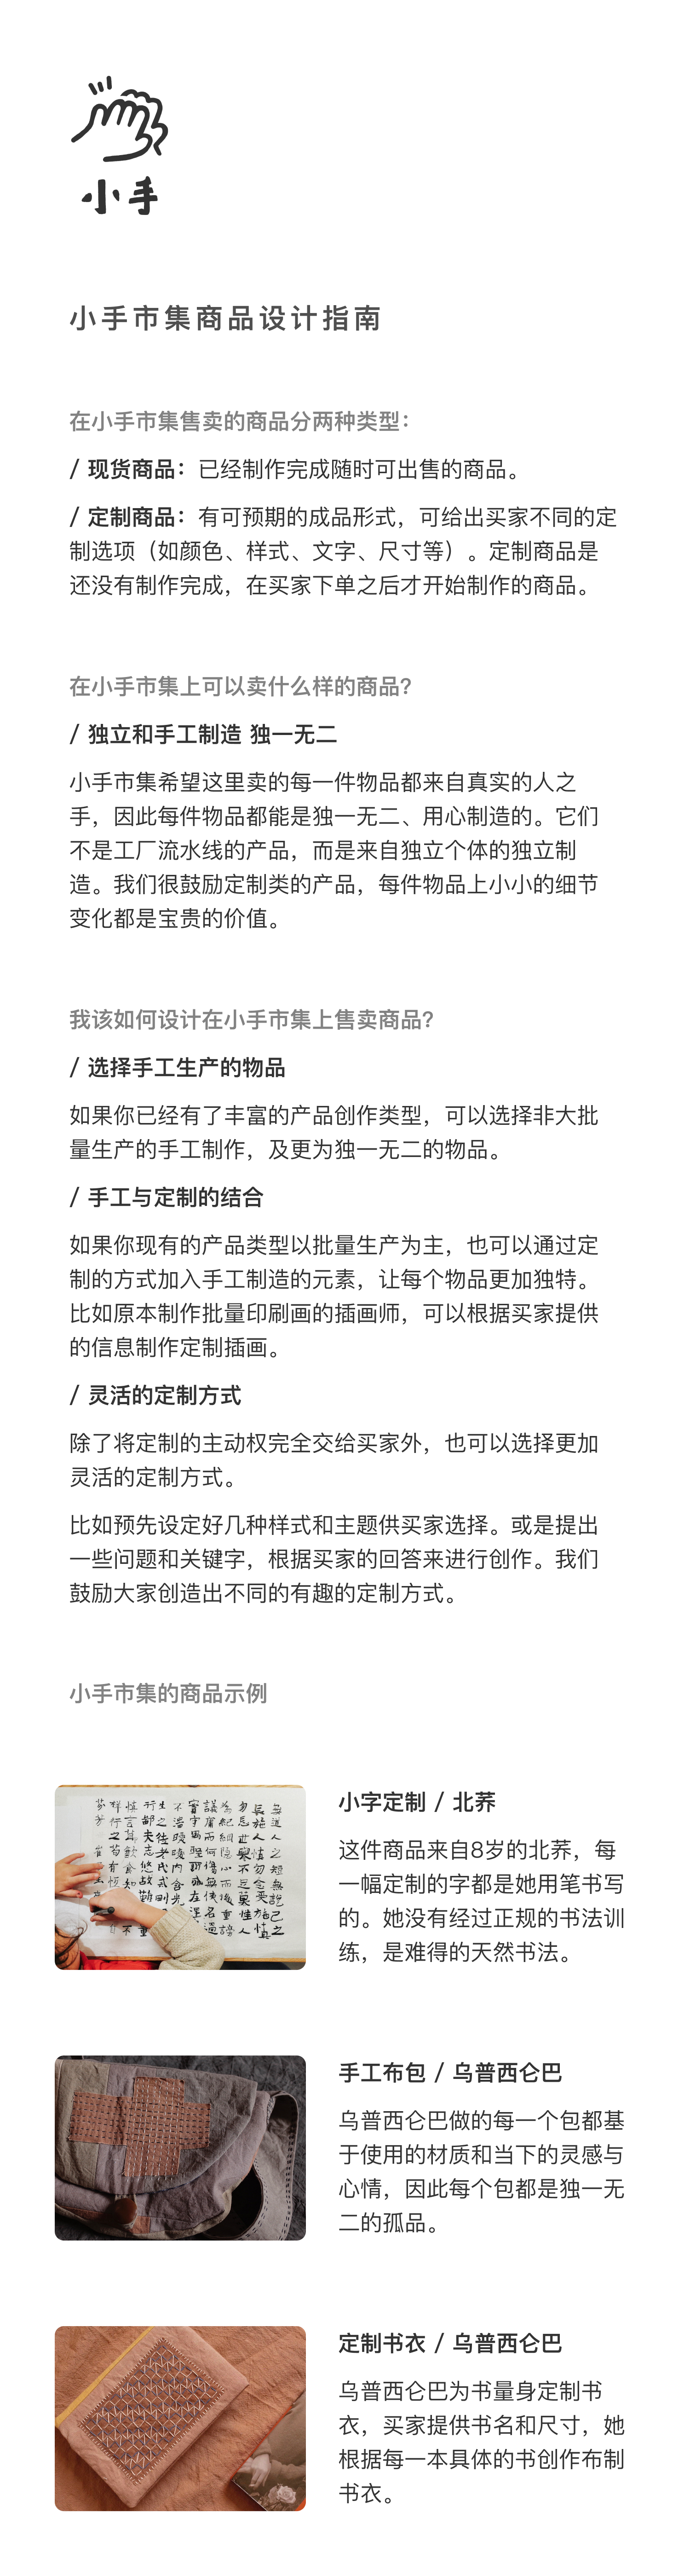 小手
小手市集商品设计指南
在小手市集售卖的商品分两种类型：
/ 现货商品：已经制作完成随时可出售的商品。
/ 定制商品：有可预期的成品形式，可给出买家不同的定
制选项（如颜色、样式、文字、尺寸等）。定制商品是
还没有制作完成，在买家下单之后才开始制作的商品。
在小手市集上可以卖什么样的商品？
/ 独立和手工制造 独一无二
小手市集希望这里卖的每一件物品都来自真实的人之
手，因此每件物品都能是独一无二、用心制造的。它们
不是工厂流水线的产品，而是来自独立个体的独立制
造。我们很鼓励定制类的产品，每件物品上小小的细节
变化都是宝贵的价值。
我该如何设计在小手市集上售卖商品？
/ 选择手工生产的物品
如果你已经有了丰富的产品创作类型，可以选择非大批
量生产的手工制作，及更为独一无二的物品。
/ 手工与定制的结合
如果你现有的产品类型以批量生产为主，也可以通过定
制的方式加入手工制造的元素，让每个物品更加独特。
比如原本制作批量印刷画的插画师，可以根据买家提供
的信息制作定制插画。
/ 灵活的定制方式
除了将定制的主动权完全交给买家外，也可以选择更加
灵活的定制方式。
比如预先设定好几种样式和主题供买家选择。或是提出
一些问题和关键字，根据买家的回答来进行创作。我们
鼓励大家创造出不同的有趣的定制方式。
小手市集的商品示例
小字定制 / 北荞
这件商品来自8岁的北荞，每
一幅定制的字都是她用笔书写
的。她没有经过正规的书法训
练，是难得的天然书法。
手工布包 / 乌普西仑巴
乌普西仑巴做的每一个包都基
于使用的材质和当下的灵感与
心情，因此每个包都是独一无
二的孤品。
定制书衣 / 乌普西仑巴
乌普西仑巴为书量身定制书
衣，买家提供书名和尺寸，她
根据每一本具体的书创作布制
书衣。